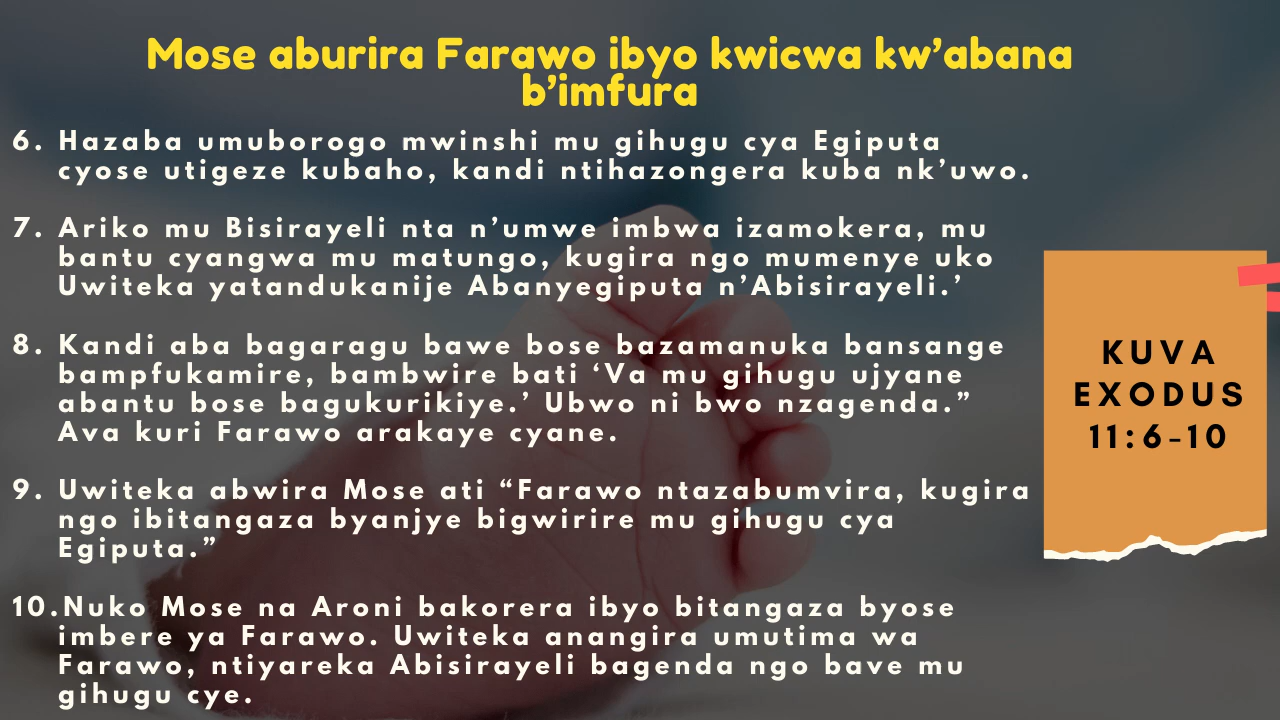 Mose aburira Farawo ibyo kwicwa kw’abana
b’imfura
6. Hazaba umuborogo mwinshi mu gihugu cya Egiputa
cyose utigeze kubaho, kandi ntihazongera kuba nk’uwo.
7. Ariko mu Bisirayeli nta n’umwe imbwa izamokera, mu
bantu cyangwa mu matungo, kugira ngo mumenye uko
Uwiteka yatandukanije Abanyegiputa n’Abisirayeli.’
8. Kandi aba bagaragu bawe bose bazamanuka bansange
bampfukamire, bambwire bati ‘Va mu gihugu ujyane
abantu bose bagukurikiye.’ Ubwo ni bwo nzagenda.”
Ava kuri Farawo arakaye cyane.
9. Uwiteka abwira Mose ati “Farawo ntazabumvira, kugira
ngo ibitangaza byanjye bigwirire mu gihugu cya
Egiputa.”
10.Nuko Mose na Aroni bakorera ibyo bitangaza byose
imbere ya Farawo. Uwiteka anangira umutima wa
Farawo, ntiyareka Abisirayeli bagenda ngo bave mu
gihugu cye.
KUVA
EXODUS
11:6-10